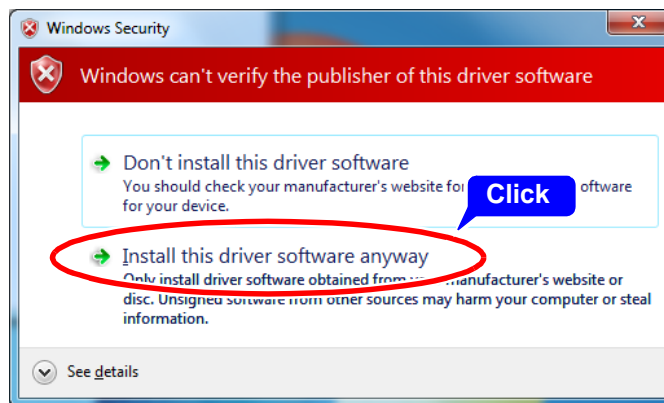 Windows Security
Windows can't verify the publisher of this driver software
Don't install this driver software
You should check your manufacturer's website for oftware
for your device.
Click
Install this driver software anyway
Only install driver software obtained from your manufacturer's website or
disc. Unsigned software from other sources may harm your computer or steal
information.
See details